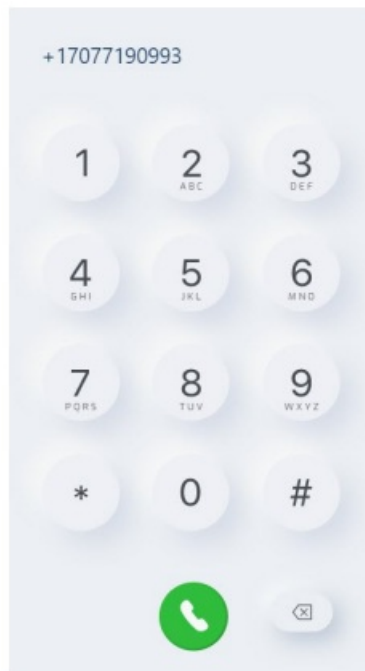 +17077190993
1 2 3
ABC DEF
4 5 6
GHI JKL MNO
7 8 9
PQRS TUV WXYZ
* 0 #